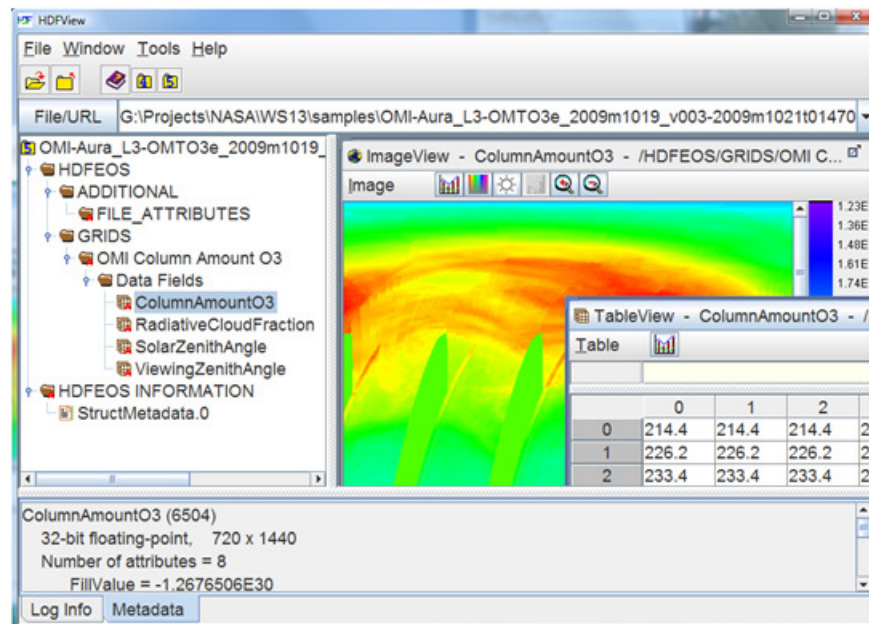 HDFView
File Window Tools Help
File/URL G:\Projects\NASA\WS13\samples\OMI-Aura_L3-OMTO3e_2009m1019_v003-2009m1021t01470
OMI-Aura_L3-OMTO3e_2009m1019_
HDFEOS
ADDITIONAL
FILE_ATTRIBUTES
GRIDS
OMI Column Amount O3
Data Fields
ColumnAmountO3
RadiativeCloudFraction
SolarZenithAngle
ViewingZenithAngle
HDFEOS INFORMATION
StructMetadata.0
ImageView - ColumnAmountO3 - /HDFEOS/GRIDS/OMI C...
Image
1.23E
1.36E
1.48E
1.61E
1.74E
TableView - ColumnAmountO3 - /
Table
0 1 2
0 214.4 214.4 214.4 2
1 226.2 226.2 226.2 2
2 233.4 233.4 233.4 2
ColumnAmountO3 (6504)
32-bit floating-point, 720 x 1440
Number of attributes = 8
FillValue = -1.2676506E30
Log Info Metadata